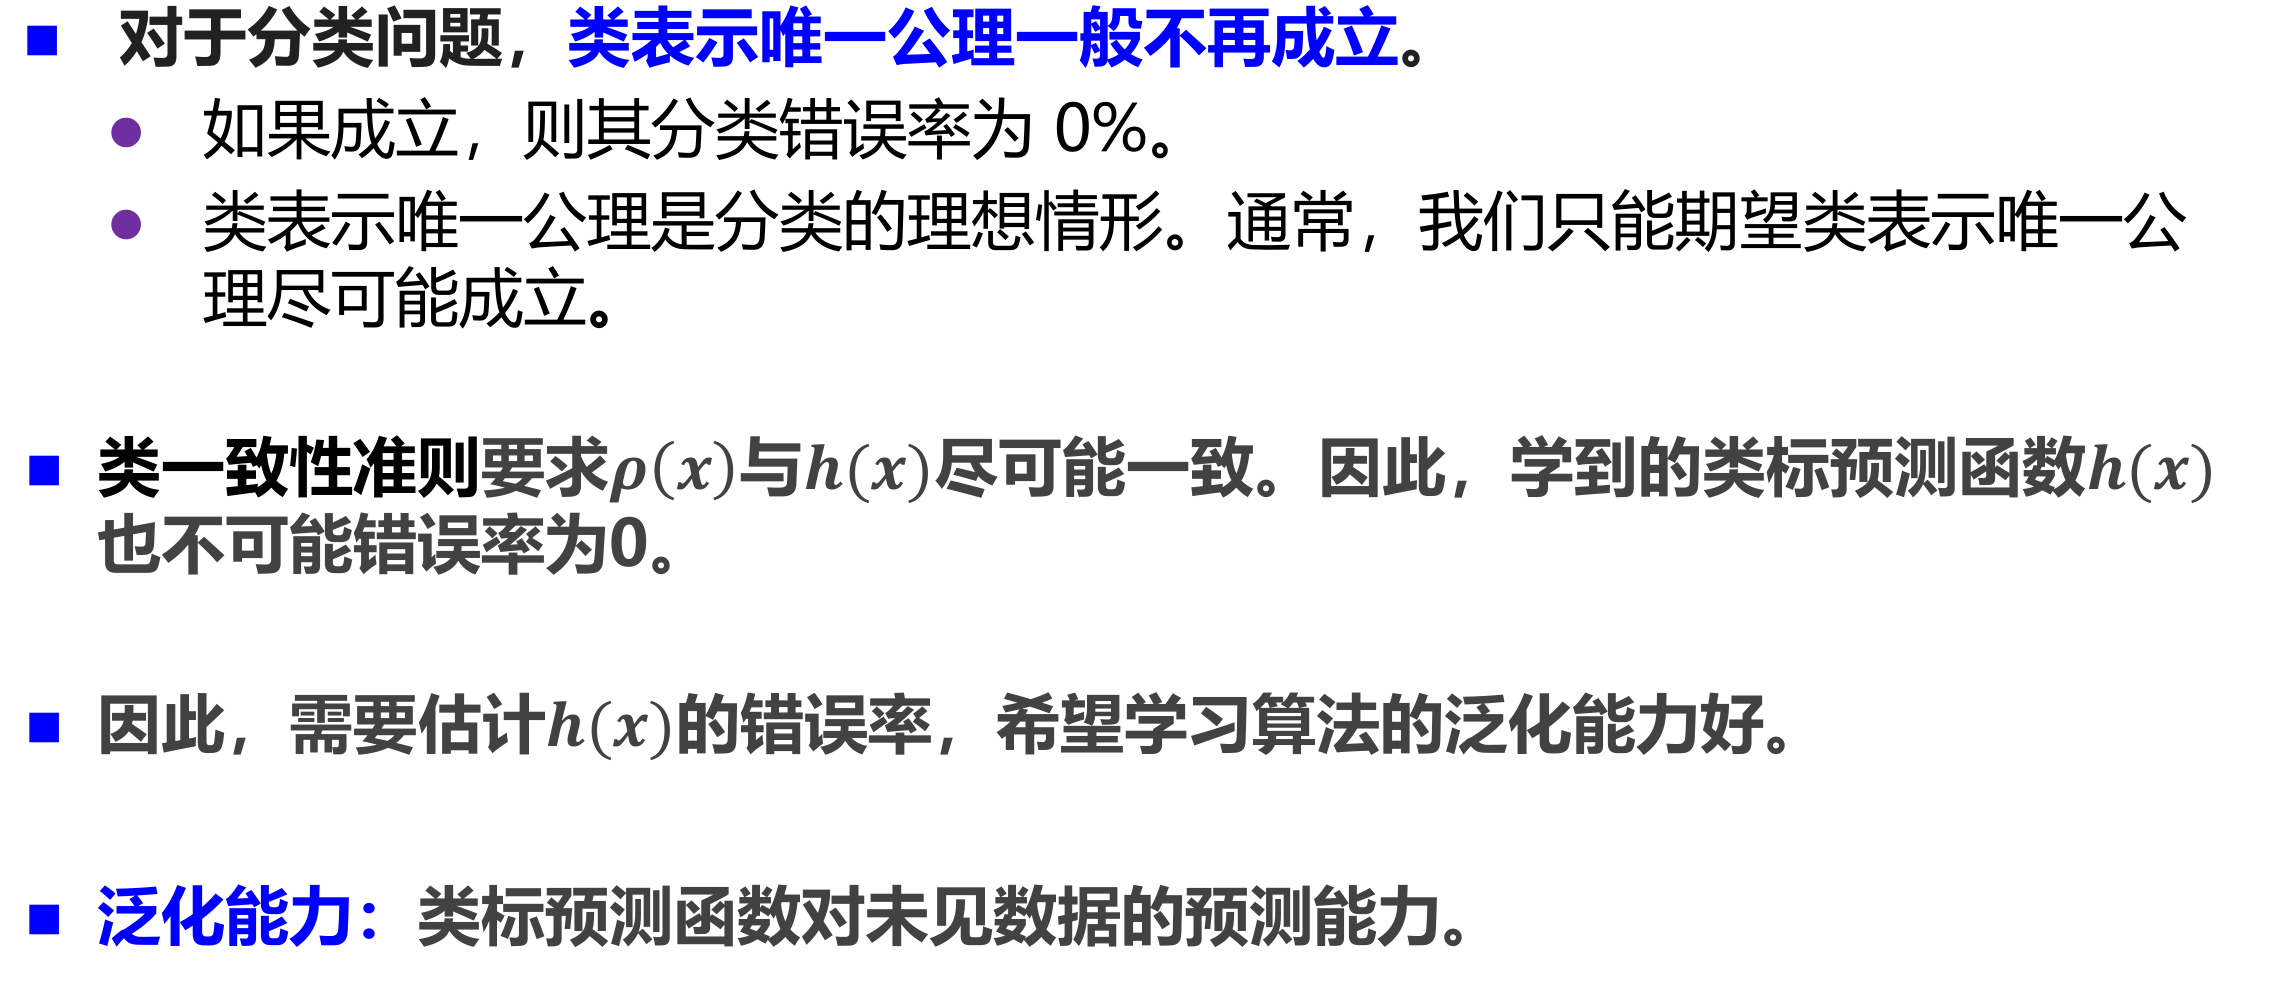 对于分类问题，类表示唯一公理一般不再成立。
如果成立，则其分类错误率为 0%。
类表示唯一公理是分类的理想情形。通常，我们只能期望类表示唯一公
理尽可能成立。
类一致性准则要求ρ(x)与h(x)尽可能一致。因此，学到的类标预测函数h(x)
也不可能错误率为0。
因此，需要估计h(x)的错误率，希望学习算法的泛化能力好。
泛化能力：类标预测函数对未见数据的预测能力。